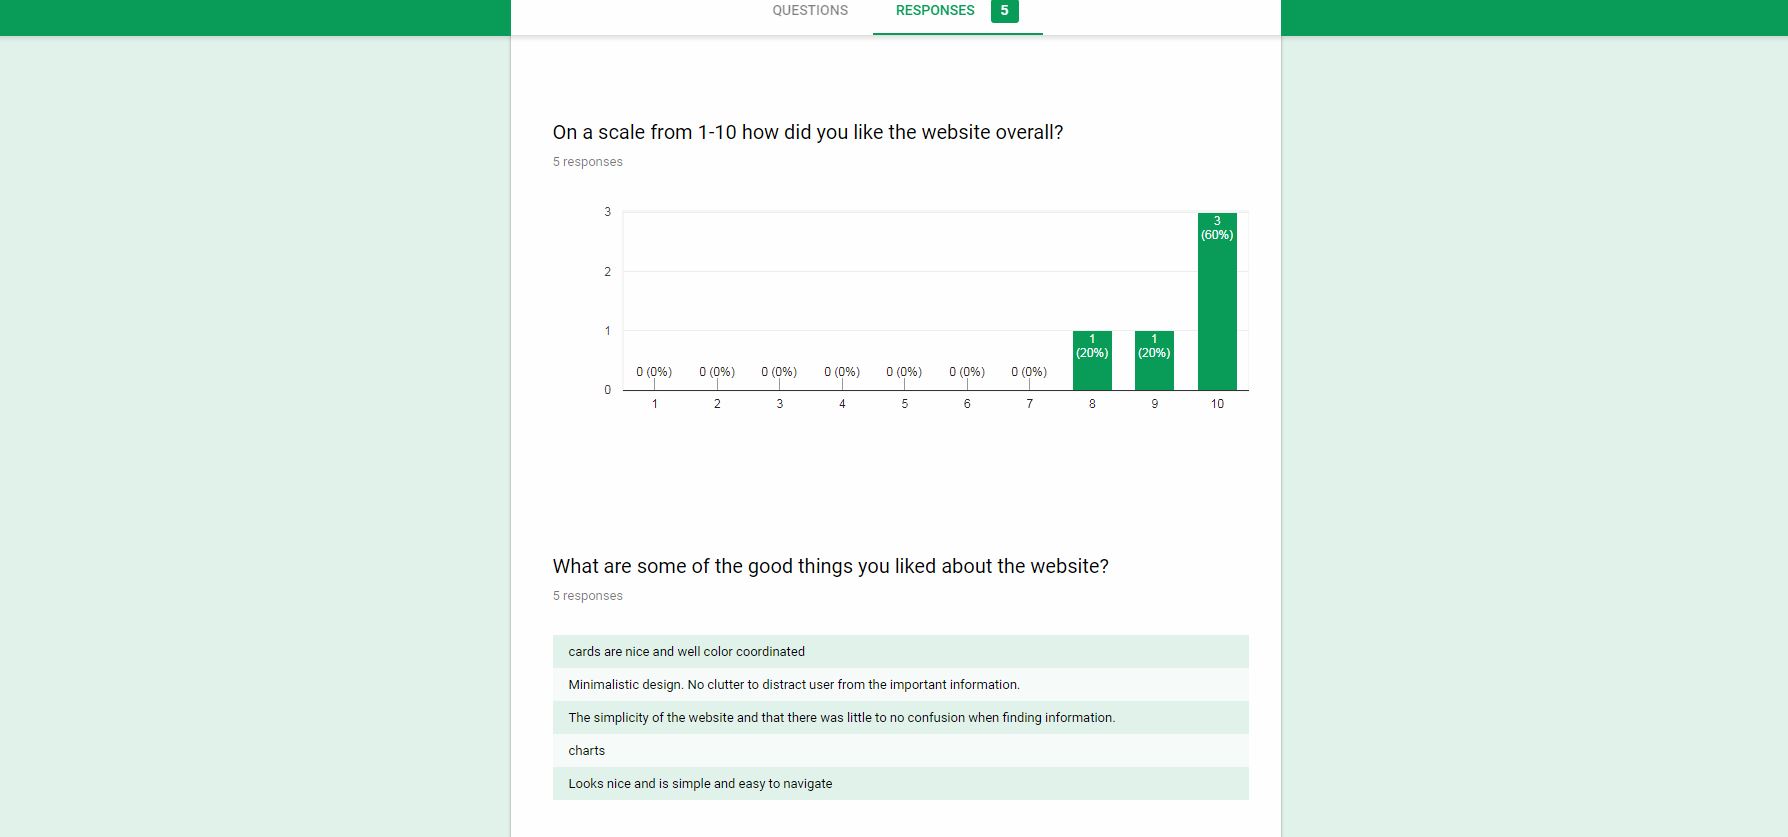 QUESTIONS RESPONSES 5
On a scale from 1-10 how did you like the website overall?
5 responses
3
3
(60%)
2
1
1
(20%)
1
(20%)
0 (0%) 0 (0%) 0 (0%) 0 (0%) 0 (0%) 0 (0%) 0 (0%)
0
1 2 3 4 5 6 7 8 9 10
What are some of the good things you liked about the website?
5 responses
cards are nice and well color coordinated
Minimalistic design. No clutter to distract user from the important information.
The simplicity of the website and that there was little to no confusion when finding information.
charts
Looks nice and is simple and easy to navigate